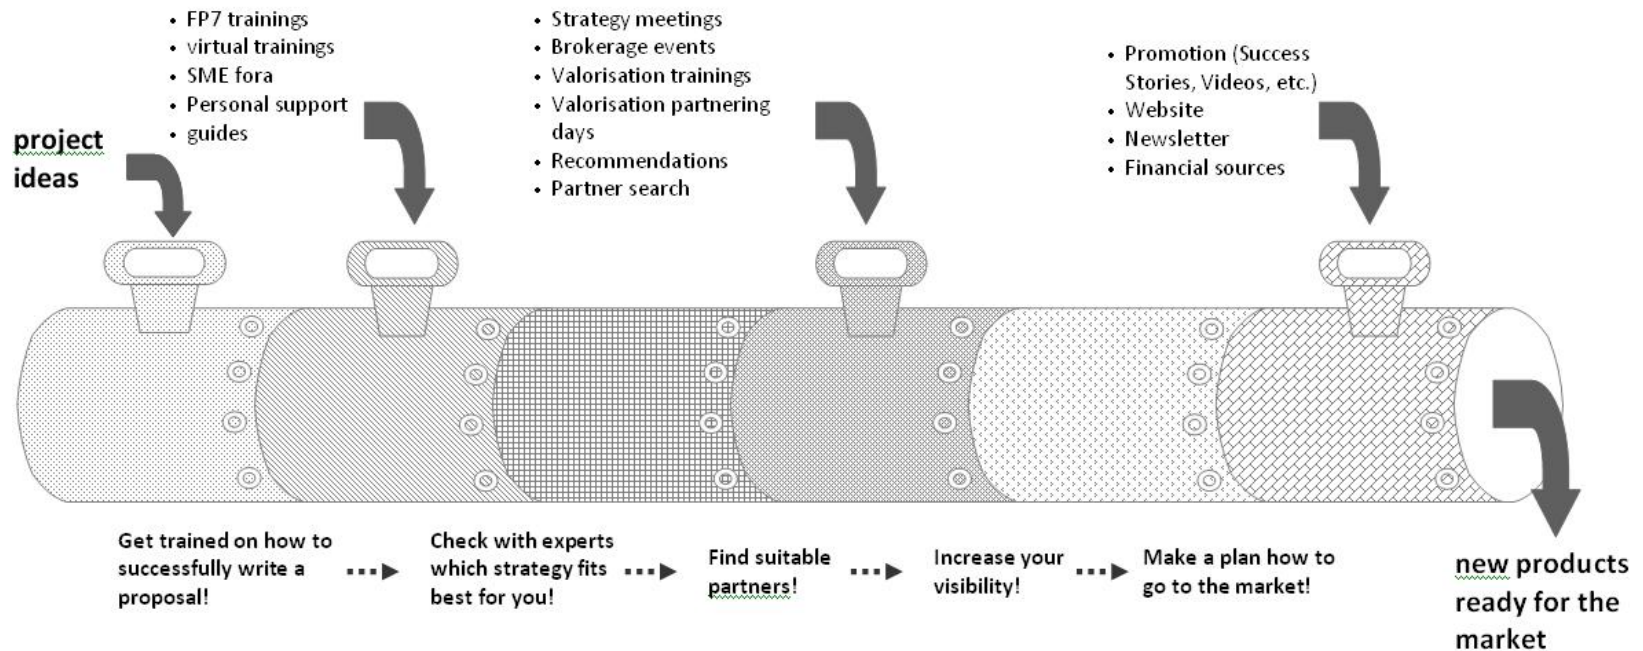 project
ideas
• FP7 trainings
• virtual trainings
• SME fora
• Personal support
• guides
• Strategy meetings
• Brokerage events
• Valorisation trainings
• Valorisation partnering
days
• Recommendations
• Partner search
• Promotion (Success
Stories, Videos, etc.)
• Website
• Newsletter
• Financial sources
Get trained on how to
successfully write a
proposal!
Check with experts
which strategy fits
best for you!
Find suitable
partners!
Increase your
visibility!
Make a plan how to
go to the market!
new products
ready for the
market